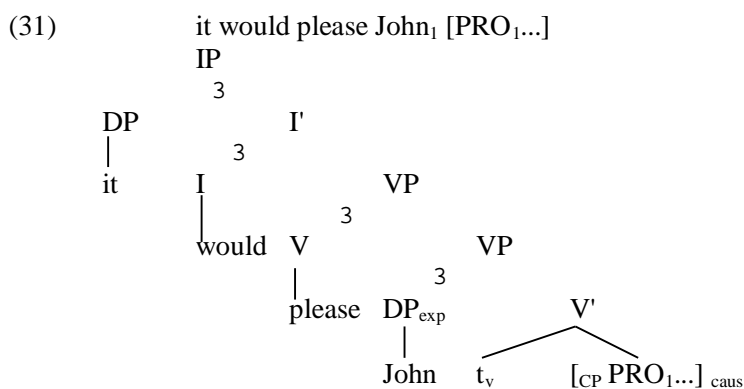 (31) it would please John₁ [PRO₁...]
IP
3
DP I'
3
it I VP
3
would V VP
3
please DPexp V'
John tv [CP PRO₁...] caus